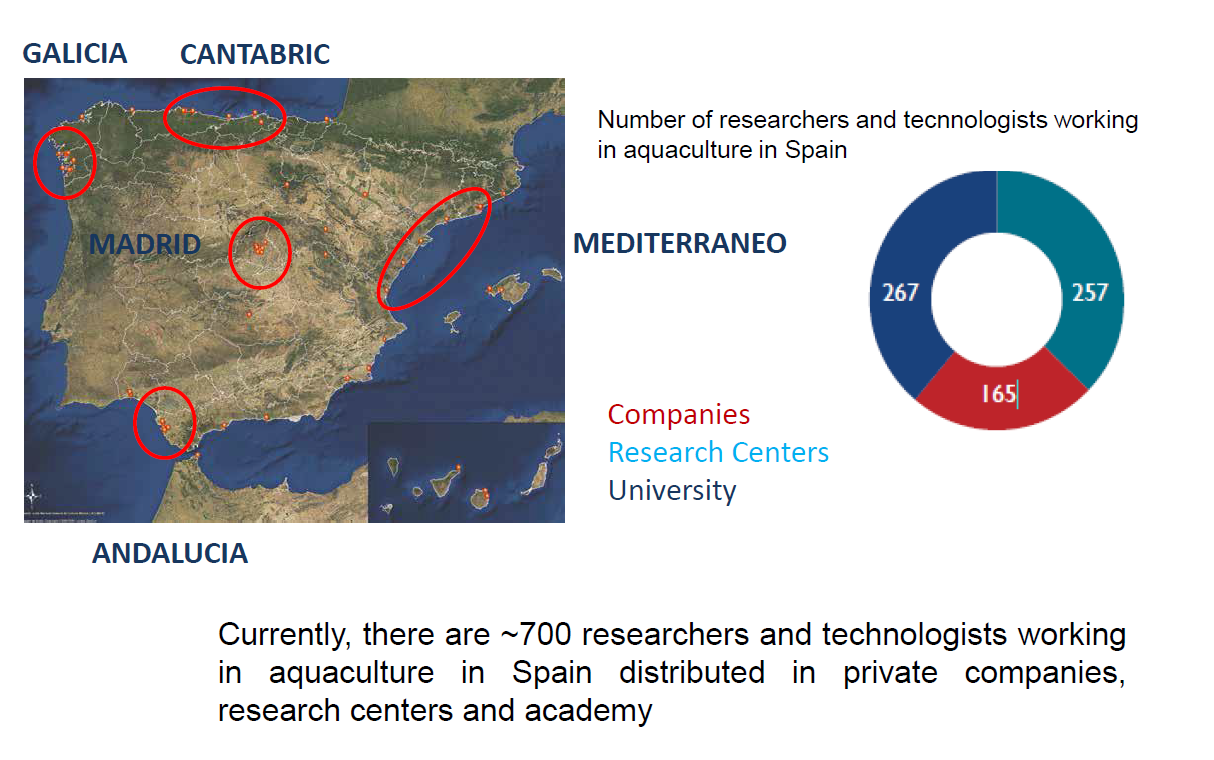 GALICIA
CANTABRIC
Number of researchers and tecnnologists working
in aquaculture in Spain
MADRID
MEDITERRANEO
267
257
165
Companies
Research Centers
University
ANDALUCIA
Currently, there are ~700 researchers and technologists working
in aquaculture in Spain distributed in private companies,
research centers and academy